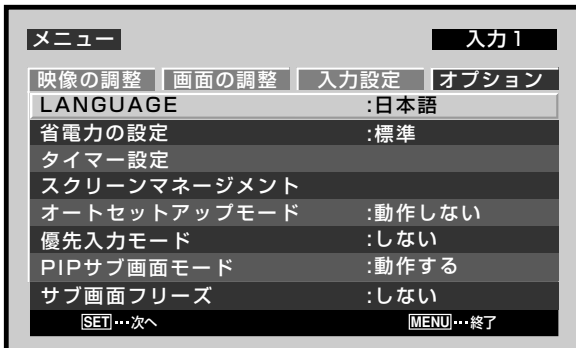 メニュー 入力1
映像の調整 画面の調整 入力設定 オプション
LANGUAGE :日本語
省電力の設定 :標準
タイマー設定
スクリーンマネージメント
オートセットアップモード :動作しない
優先入力モード :しない
PIPサブ画面モード :動作する
サブ画面フリーズ :しない
SET…次へ MENU…終了